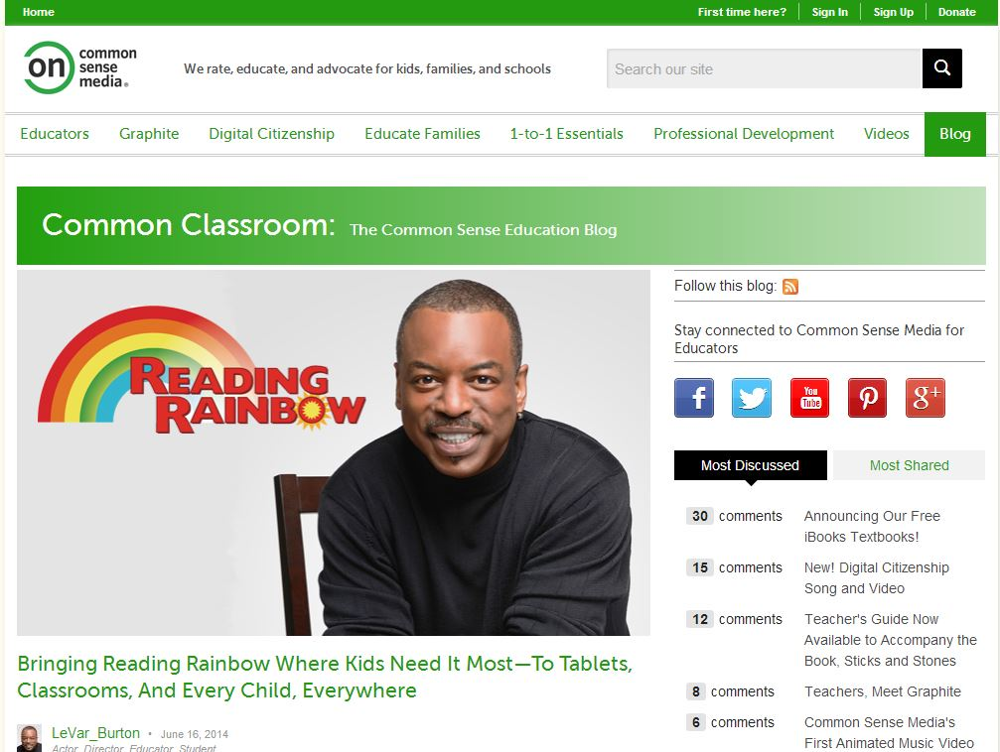 Home
First time here? Sign In Sign Up Donate
on common
sense
media®
We rate, educate, and advocate for kids, families, and schools
Search our site
Educators Graphite Digital Citizenship Educate Families 1-to-1 Essentials Professional Development Videos Blog
Common Classroom: The Common Sense Education Blog
READING
RAINBOW
Bringing Reading Rainbow Where Kids Need It Most—To Tablets,
Classrooms, And Every Child, Everywhere
LeVar_Burton • June 16, 2014
Actor, Director, Educator, Student
Follow this blog:
Stay connected to Common Sense Media for
Educators
f
You
Tube
g+
Most Discussed Most Shared
30 comments Announcing Our Free
iBooks Textbooks!
15 comments New! Digital Citizenship
Song and Video
12 comments Teacher's Guide Now
Available to Accompany the
Book, Sticks and Stones
8 comments Teachers, Meet Graphite
6 comments Common Sense Media's
First Animated Music Video